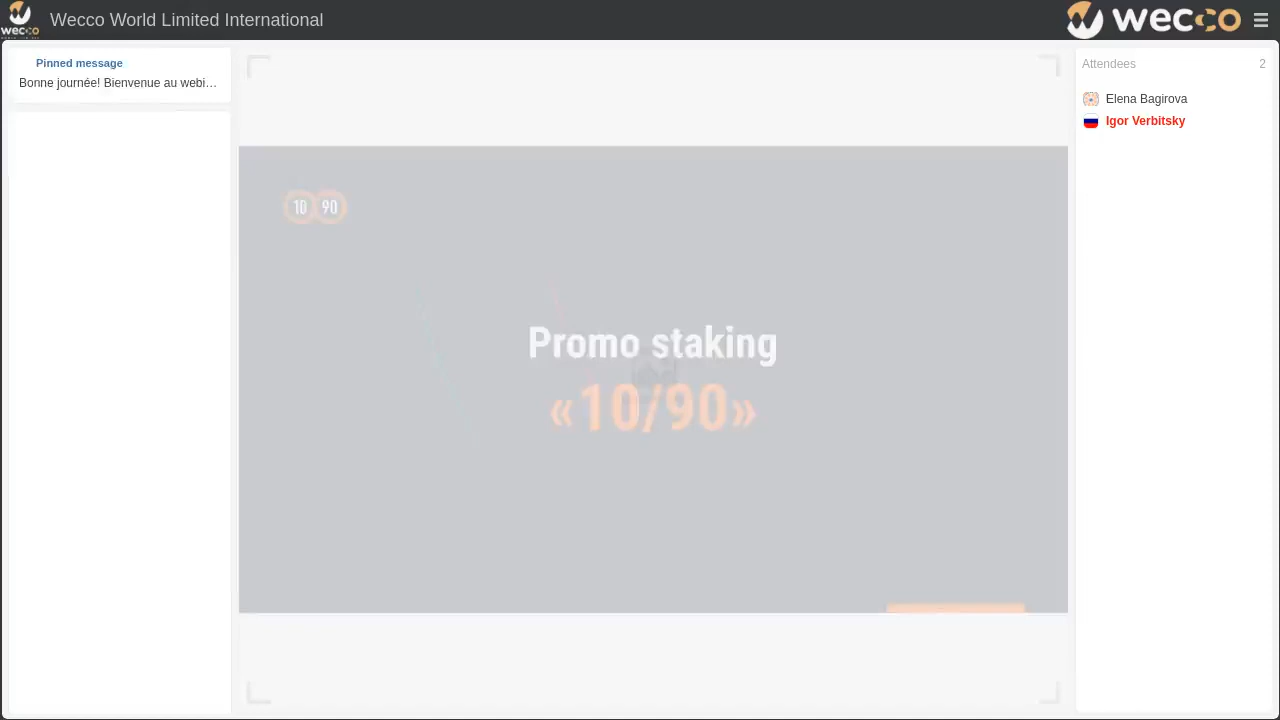 wecco
Wecco World Limited International
wecco
Pinned message
Bonne journée! Bienvenue au webi…
Attendees
2
Elena Bagirova
Igor Verbitsky
10 90
Promo staking
«10/90»